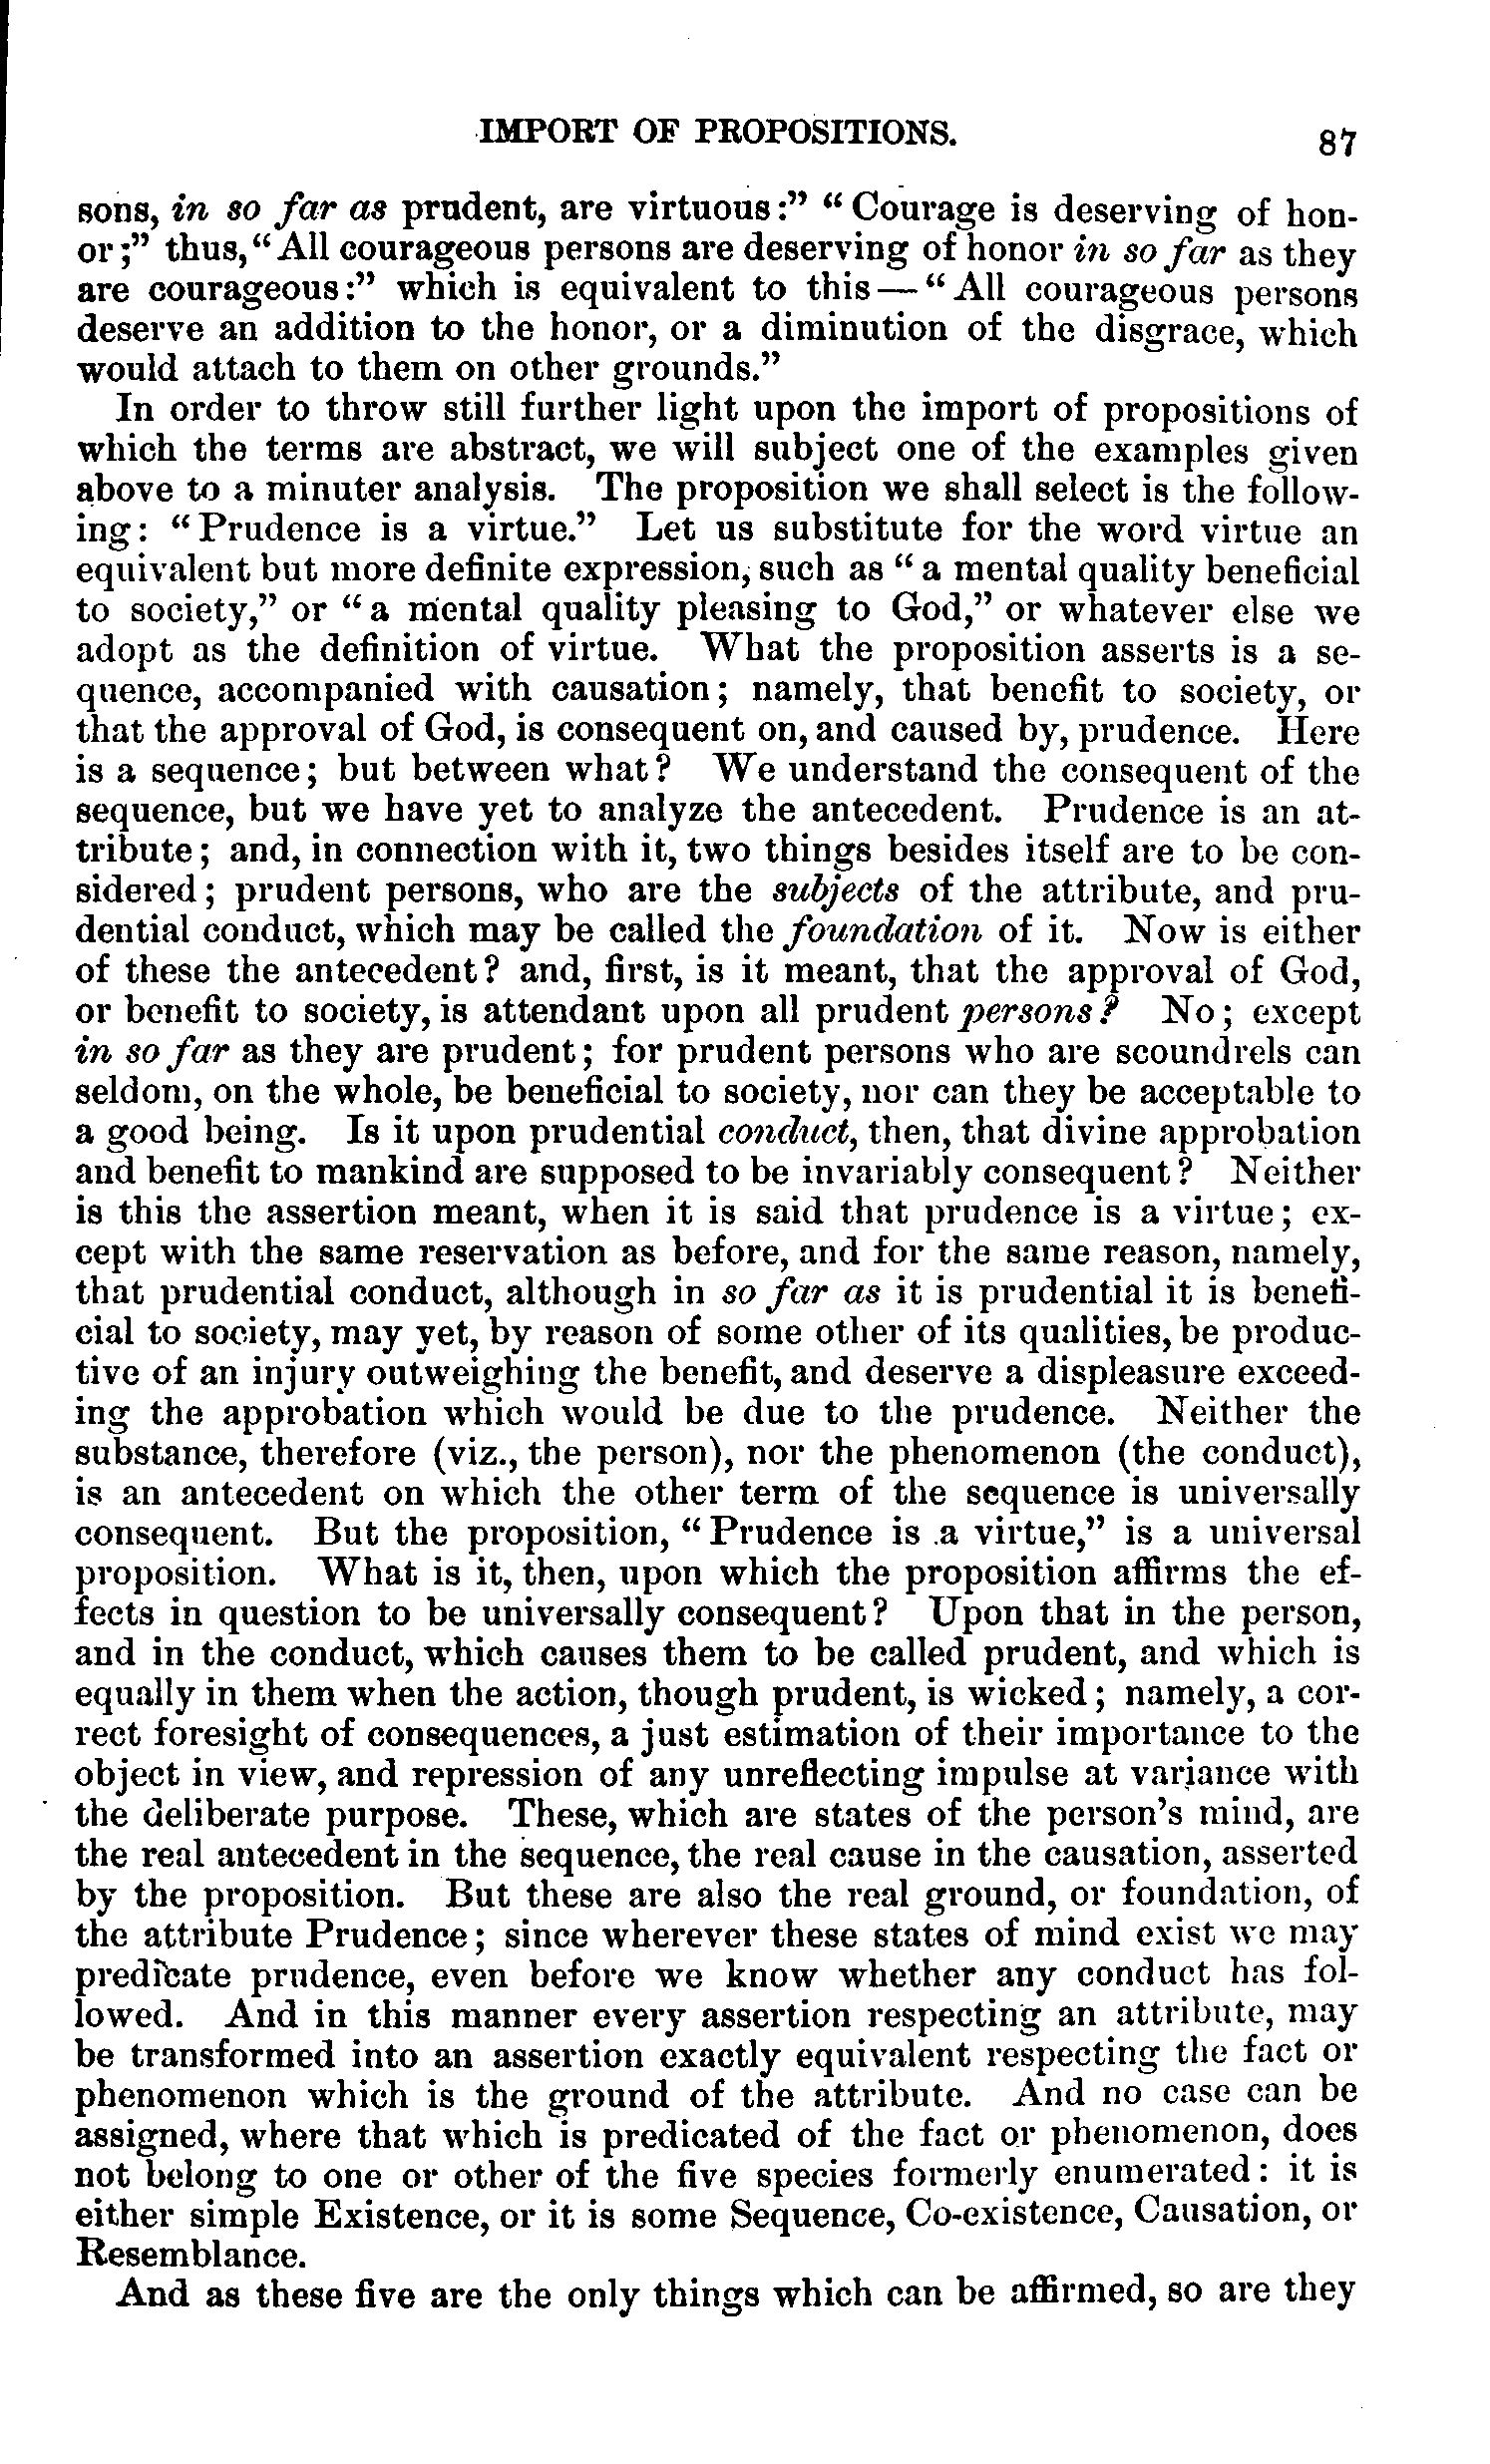 IMPORT OF PROPOSITIONS. 87
sons, in so far as prudent, are virtuous:" "Courage is deserving of hon-
or;" thus, "All courageous persons are deserving of honor in so far as they
are courageous:" which is equivalent to this—"All courageous persons
deserve an addition to the honor, or a diminution of the disgrace, which
would attach to them on other grounds."
In order to throw still further light upon the import of propositions of
which the terms are abstract, we will subject one of the examples given
above to a minuter analysis. The proposition we shall select is the follow-
ing: "Prudence is a virtue." Let us substitute for the word virtue an
equivalent but more definite expression, such as "a mental quality beneficial
to society," or "a mental quality pleasing to God," or whatever else we
adopt as the definition of virtue. What the proposition asserts is a se-
quence, accompanied with causation; namely, that benefit to society, or
that the approval of God, is consequent on, and caused by, prudence. Here
is a sequence; but between what? We understand the consequent of the
sequence, but we have yet to analyze the antecedent. Prudence is an at-
tribute; and, in connection with it, two things besides itself are to be con-
sidered; prudent persons, who are the subjects of the attribute, and pru-
dential conduct, which may be called the foundation of it. Now is either
of these the antecedent? and, first, is it meant, that the approval of God,
or benefit to society, is attendant upon all prudent persons? No; except
in so far as they are prudent; for prudent persons who are scoundrels can
seldom, on the whole, be beneficial to society, nor can they be acceptable to
a good being. Is it upon prudential conduct, then, that divine approbation
and benefit to mankind are supposed to be invariably consequent? Neither
is this the assertion meant, when it is said that prudence is a virtue; ex-
cept with the same reservation as before, and for the same reason, namely,
that prudential conduct, although in so far as it is prudential it is benefi-
cial to society, may yet, by reason of some other of its qualities, be produc-
tive of an injury outweighing the benefit, and deserve a displeasure exceed-
ing the approbation which would be due to the prudence. Neither the
substance, therefore (viz., the person), nor the phenomenon (the conduct),
is an antecedent on which the other term of the sequence is universally
consequent. But the proposition, "Prudence is a virtue," is a universal
proposition. What is it, then, upon which the proposition affirms the ef-
fects in question to be universally consequent? Upon that in the person,
and in the conduct, which causes them to be called prudent, and which is
equally in them when the action, though prudent, is wicked; namely, a cor-
rect foresight of consequences, a just estimation of their importance to the
object in view, and repression of any unreflecting impulse at variance with
the deliberate purpose. These, which are states of the person's mind, are
the real antecedent in the sequence, the real cause in the causation, asserted
by the proposition. But these are also the real ground, or foundation, of
the attribute Prudence; since wherever these states of mind exist we may
predicate prudence, even before we know whether any conduct has fol-
lowed. And in this manner every assertion respecting an attribute, may
be transformed into an assertion exactly equivalent respecting the fact or
phenomenon which is the ground of the attribute. And no case can be
assigned, where that which is predicated of the fact or phenomenon, does
not belong to one or other of the five species formerly enumerated: it is
either simple Existence, or it is some Sequence, Co-existence, Causation, or
Resemblance.
And as these five are the only things which can be affirmed, so are they